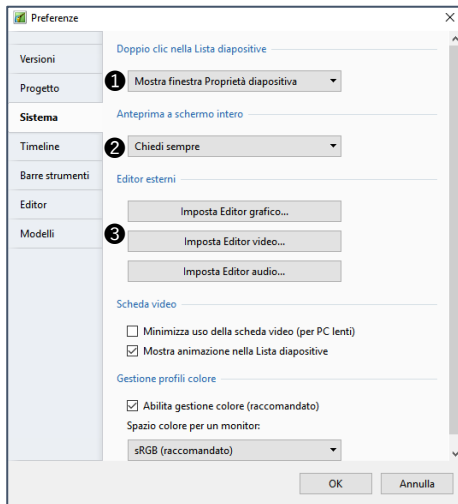 Preferenze
Versioni
Progetto
Sistema
Timeline
Barre strumenti
Editor
Modelli
Doppio clic nella Lista diapositive
1 Mostra finestra Proprietà diapositiva
Anteprima a schermo intero
2 Chiedi sempre
Editor esterni
Imposta Editor grafico...
3 Imposta Editor video...
Imposta Editor audio...
Scheda video
Minimizza uso della scheda video (per PC lenti)
Mostra animazione nella Lista diapositive
Gestione profili colore
Abilita gestione colore (raccomandato)
Spazio colore per un monitor:
sRGB (raccomandato)
OK Annulla